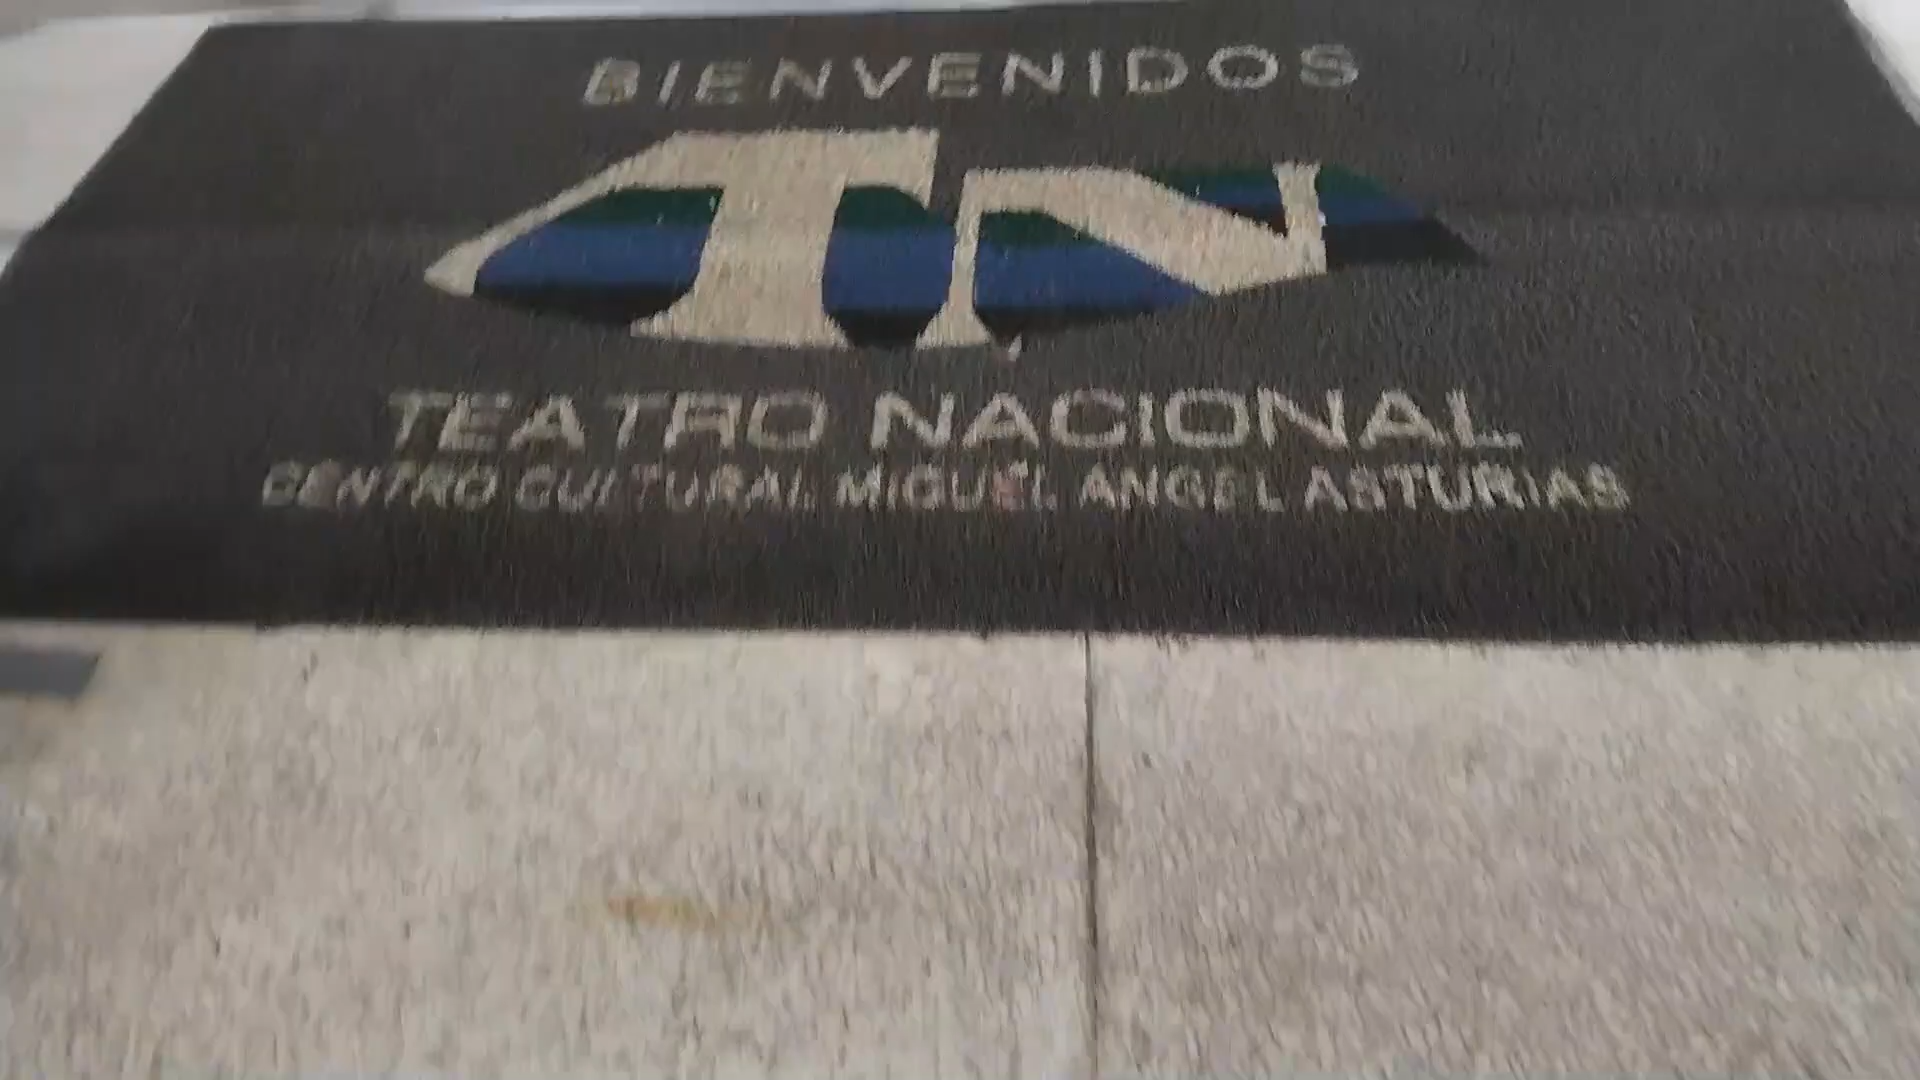 BIENVENIDOS
TN
TEATRO NACIONAL
CENTRO CULTURAL MIGUEL ANGEL ASTURIAS